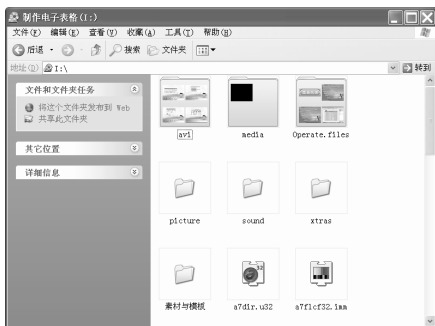 制作电子表格(I:)
文件(F) 编辑(E) 查看(V) 收藏(A) 工具(T) 帮助(H)
后退 搜索 文件夹
地址(D) I:\ 转到
文件和文件夹任务
将这个文件夹发布到 Web
共享此文件夹
其它位置
详细信息
avi media Operate.files
picture sound xtras
素材与模板 a7dir.u32 a7flcf32.imm